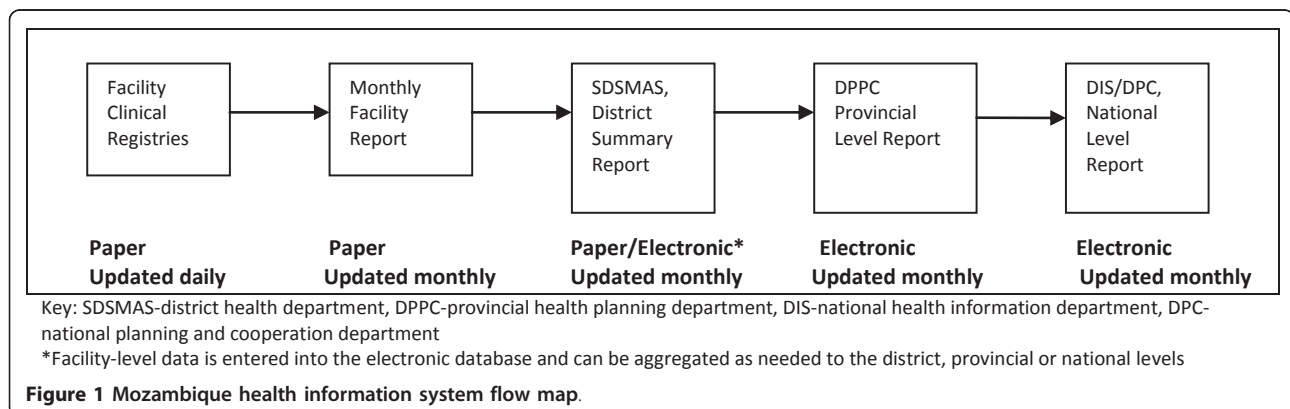 Facility
Clinical
Registries
Monthly
Facility
Report
SDSMAS,
District
Summary
Report
DPPC
Provincial
Level Report
DIS/DPC,
National
Level
Report
Paper
Updated daily
Paper
Updated monthly
Paper/Electronic*
Updated monthly
Electronic
Updated monthly
Electronic
Updated monthly
Key: SDSMAS-district health department, DPPC-provincial health planning department, DIS-national health information department, DPC-
national planning and cooperation department
*Facility-level data is entered into the electronic database and can be aggregated as needed to the district, provincial or national levels
Figure 1 Mozambique health information system flow map.